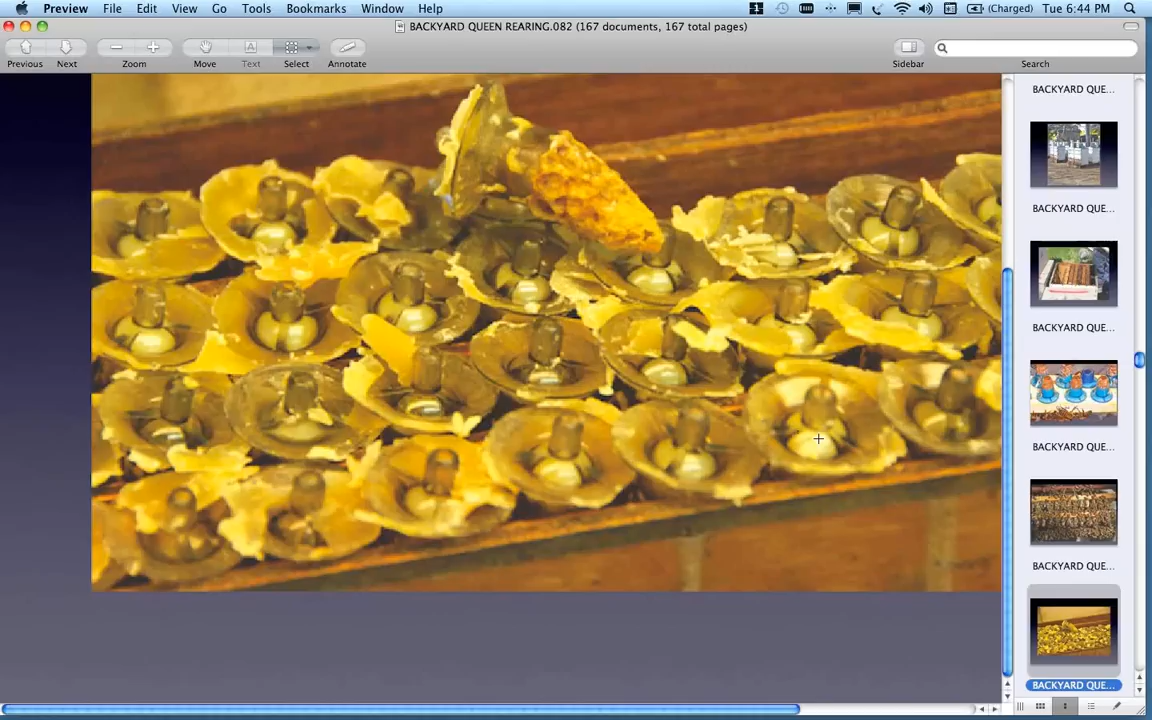 Preview File Edit View Go Tools Bookmarks Window Help 1 (Charged) Tue 6:44 PM
BACKYARD QUEEN REARING.082 (167 documents, 167 total pages)
Previous Next Zoom Move Text Select Annotate Sidebar Search
BACKYARD QUE...
BACKYARD QUE...
BACKYARD QUE...
BACKYARD QUE...
BACKYARD QUE...
BACKYARD QUE...